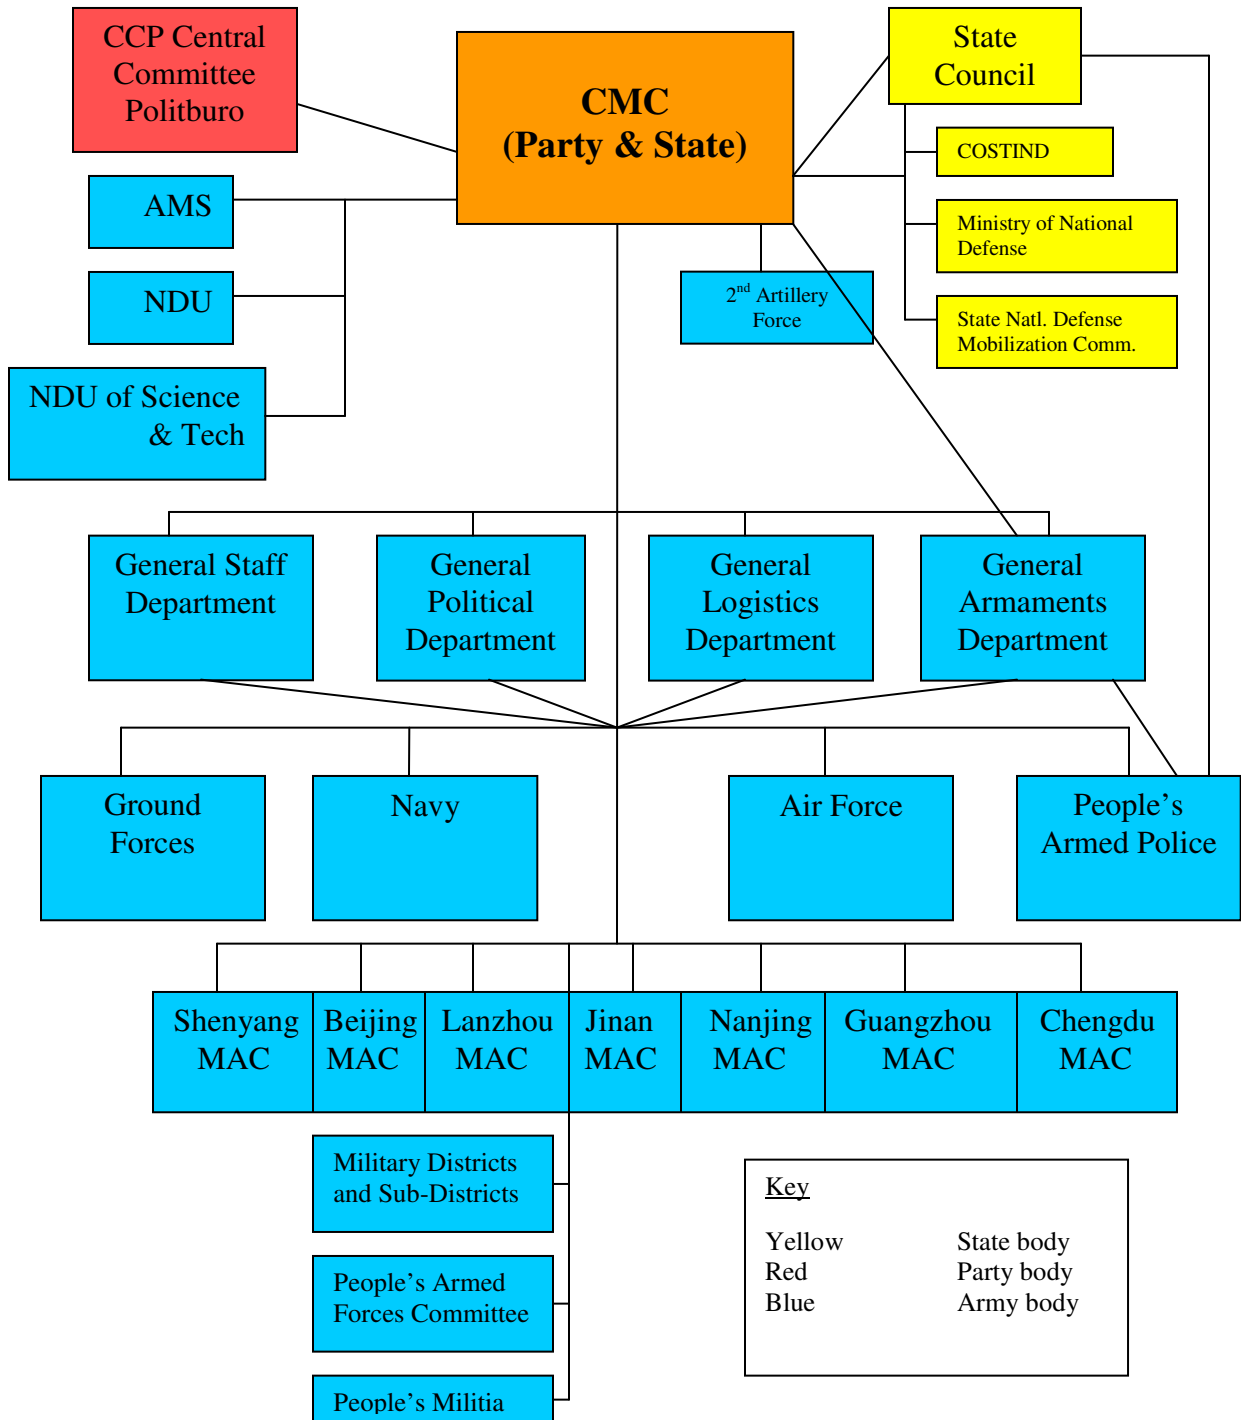 CCP Central
Committee
Politburo
CMC
(Party & State)
State
Council
COSTIND
Ministry of National
Defense
State Natl. Defense
Mobilization Comm.
AMS
NDU
NDU of Science
& Tech
2nd Artillery
Force
General Staff
Department
General
Political
Department
General
Logistics
Department
General
Armaments
Department
Ground
Forces
Navy
Air Force
People’s
Armed Police
Shenyang
MAC
Beijing
MAC
Lanzhou
MAC
Jinan
MAC
Nanjing
MAC
Guangzhou
MAC
Chengdu
MAC
Military Districts
and Sub-Districts
People’s Armed
Forces Committee
People’s Militia
Key
Yellow State body
Red Party body
Blue Army body